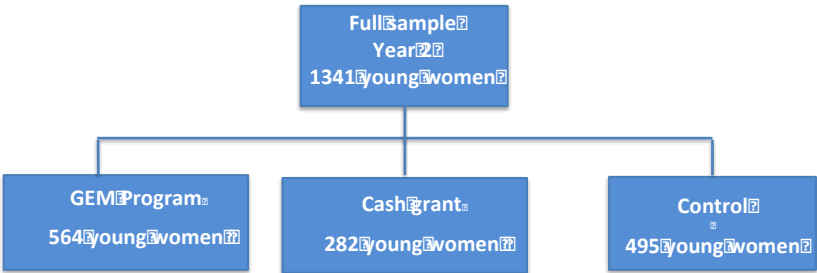 Full sample
Year 2
1341 young women
GEM Program
564 young women
Cash grant
282 young women
Control
495 young women